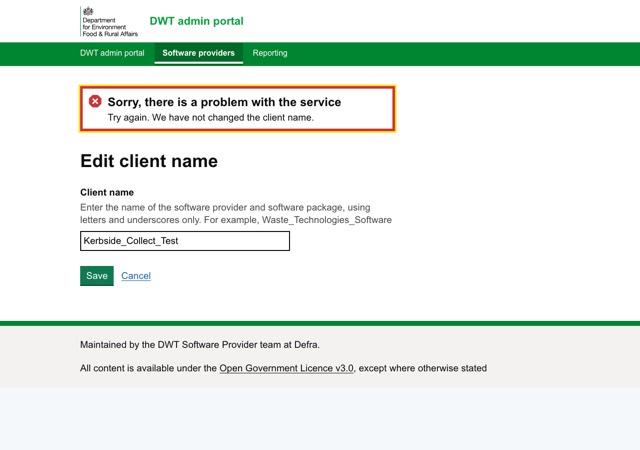 Department
for Environment
Food & Rural Affairs
DWT admin portal
DWT admin portal
Software providers
Reporting
Sorry, there is a problem with the service
Try again. We have not changed the client name.
Edit client name
Client name
Enter the name of the software provider and software package, using
letters and underscores only. For example, Waste_Technologies_Software
Kerbside_Collect_Test
Save
Cancel
Maintained by the DWT Software Provider team at Defra.
All content is available under the Open Government Licence v3.0, except where otherwise stated